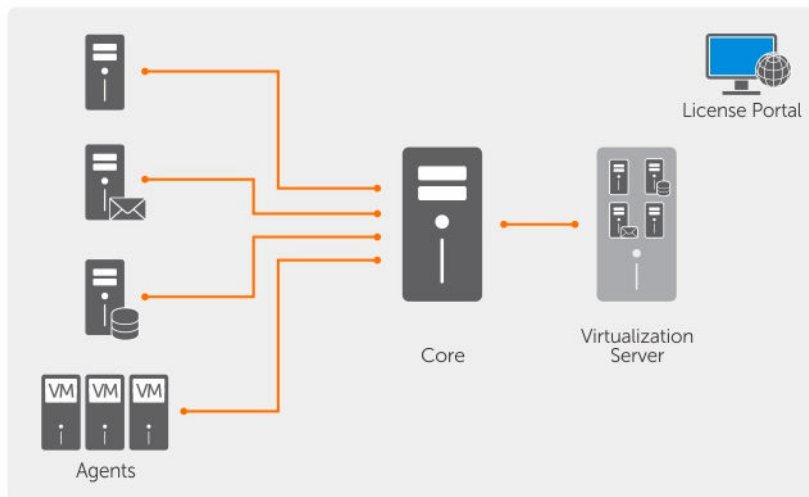 License Portal
Core
Virtualization
Server
VM VM VM
Agents